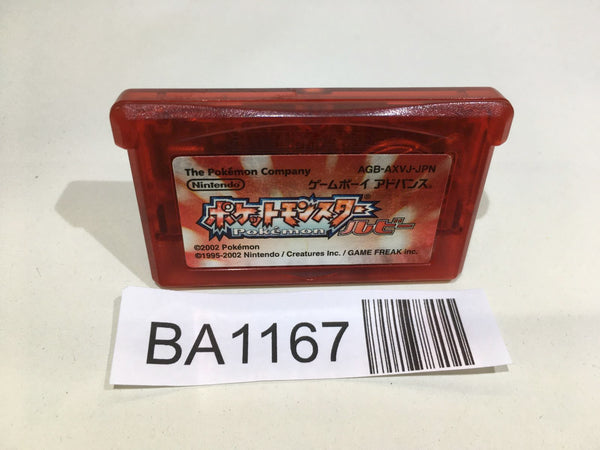 The Pokémon Company
AGB-AXVJ-JPN
Nintendo
ゲームボーイ アドバンス
ポケットモンスター
Pokémon
ルビー
©2002 Pokémon
©1995-2002 Nintendo / Creatures Inc. / GAME FREAK inc.
BA1167